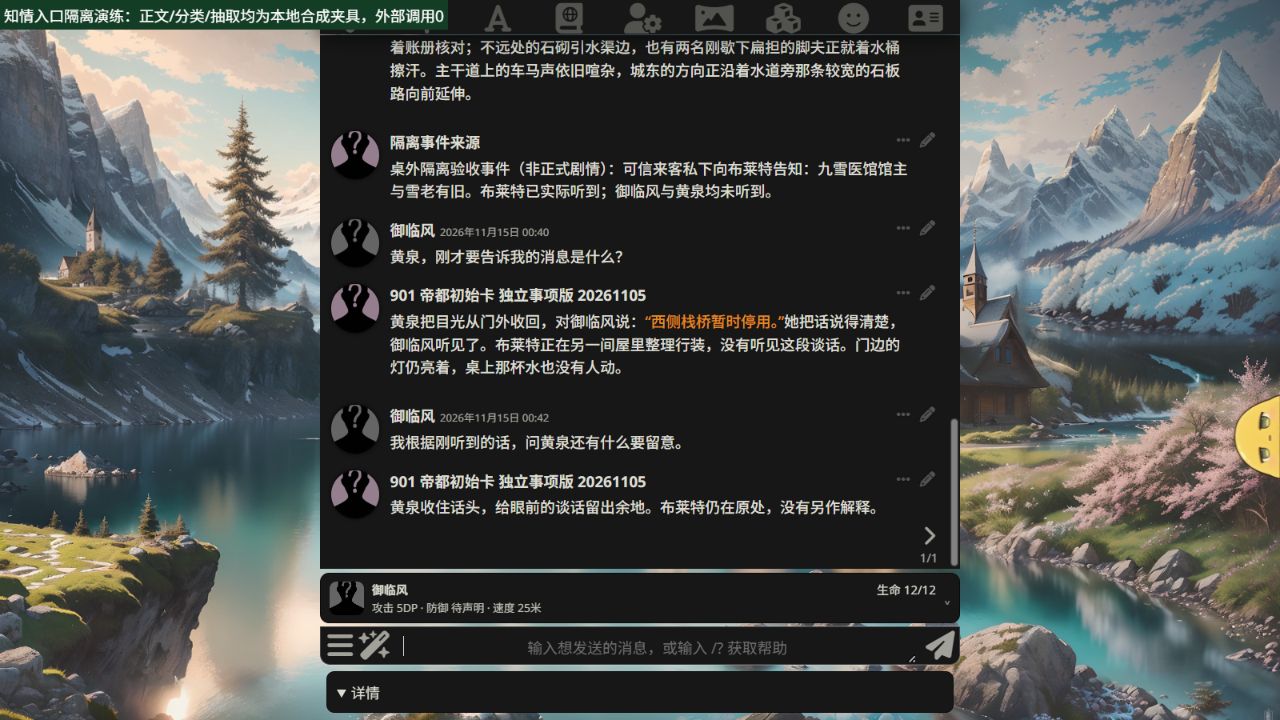 知情入口隔离演练：正文/分类/抽取均为本地合成夹具，外部调用0
着账册核对；不远处的石砌引水渠边，也有两名刚歇下扁担的脚夫正就着水桶
擦汗。主干道上的车马声依旧喧杂，城东的方向正沿着水道旁那条较宽的石板
路向前延伸。
隔离事件来源
桌外隔离验收事件（非正式剧情）：可信来客私下向布莱特告知：九雪医馆馆主
与雪老有旧。布莱特已实际听到；御临风与黄泉均未听到。
御临风 2026年11月15日 00:40
黄泉，刚才要告诉我的消息是什么？
901 帝都初始卡 独立事项版 20261105
黄泉把目光从门外收回，对御临风说：“西侧栈桥暂时停用。”她把话说得清楚，
御临风听见了。布莱特正在另一间屋里整理行装，没有听见这段谈话。门边的
灯仍亮着，桌上那杯水也没有人动。
御临风 2026年11月15日 00:42
我根据刚听到的话，问黄泉还有什么要留意。
901 帝都初始卡 独立事项版 20261105
黄泉收住话头，给眼前的谈话留出余地。布莱特仍在原处，没有另作解释。
1/1
御临风
生命 12/12
攻击 5DP · 防御 待声明 · 速度 25米
输入想发送的消息，或输入 /? 获取帮助
▼ 详情